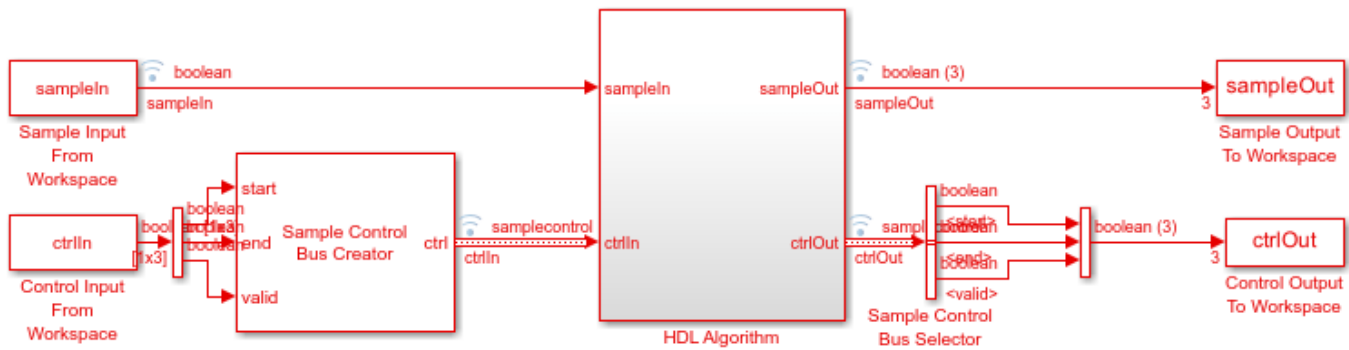 sampleIn
boolean
sampleIn
Sample Input
From
Workspace
sampleIn
sampleOut
boolean (3)
sampleOut
3
sampleOut
Sample Output
To Workspace
ctrlIn
[1x3]
Control Input
From
Workspace
boolean
boolean
start
end
valid
Sample Control
Bus Creator
ctrl
samplecontrol
ctrlIn
ctrlIn
ctrlOut
HDL Algorithm
ctrlOut
boolean
<start>
<end>
boolean
<valid>
Sample Control
Bus Selector
boolean (3)
3
ctrlOut
Control Output
To Workspace